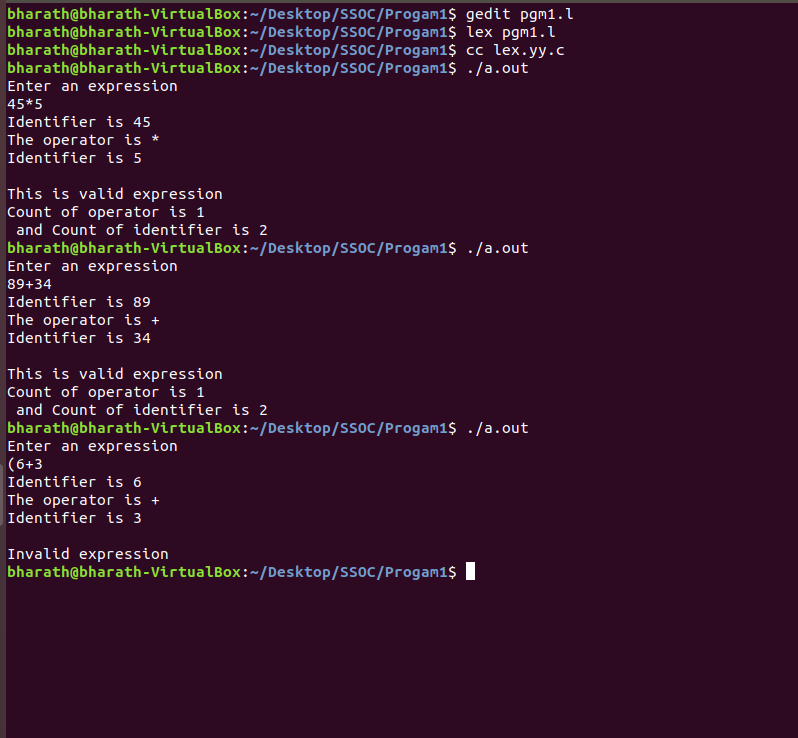 bharath@bharath-VirtualBox:~/Desktop/SSOC/Progam1$ gedit pgm1.l
bharath@bharath-VirtualBox:~/Desktop/SSOC/Progam1$ lex pgm1.l
bharath@bharath-VirtualBox:~/Desktop/SSOC/Progam1$ cc lex.yy.c
bharath@bharath-VirtualBox:~/Desktop/SSOC/Progam1$ ./a.out
Enter an expression
45*5
Identifier is 45
The operator is *
Identifier is 5

This is valid expression
Count of operator is 1
 and Count of identifier is 2
bharath@bharath-VirtualBox:~/Desktop/SSOC/Progam1$ ./a.out
Enter an expression
89+34
Identifier is 89
The operator is +
Identifier is 34

This is valid expression
Count of operator is 1
 and Count of identifier is 2
bharath@bharath-VirtualBox:~/Desktop/SSOC/Progam1$ ./a.out
Enter an expression
(6+3
Identifier is 6
The operator is +
Identifier is 3

Invalid expression
bharath@bharath-VirtualBox:~/Desktop/SSOC/Progam1$